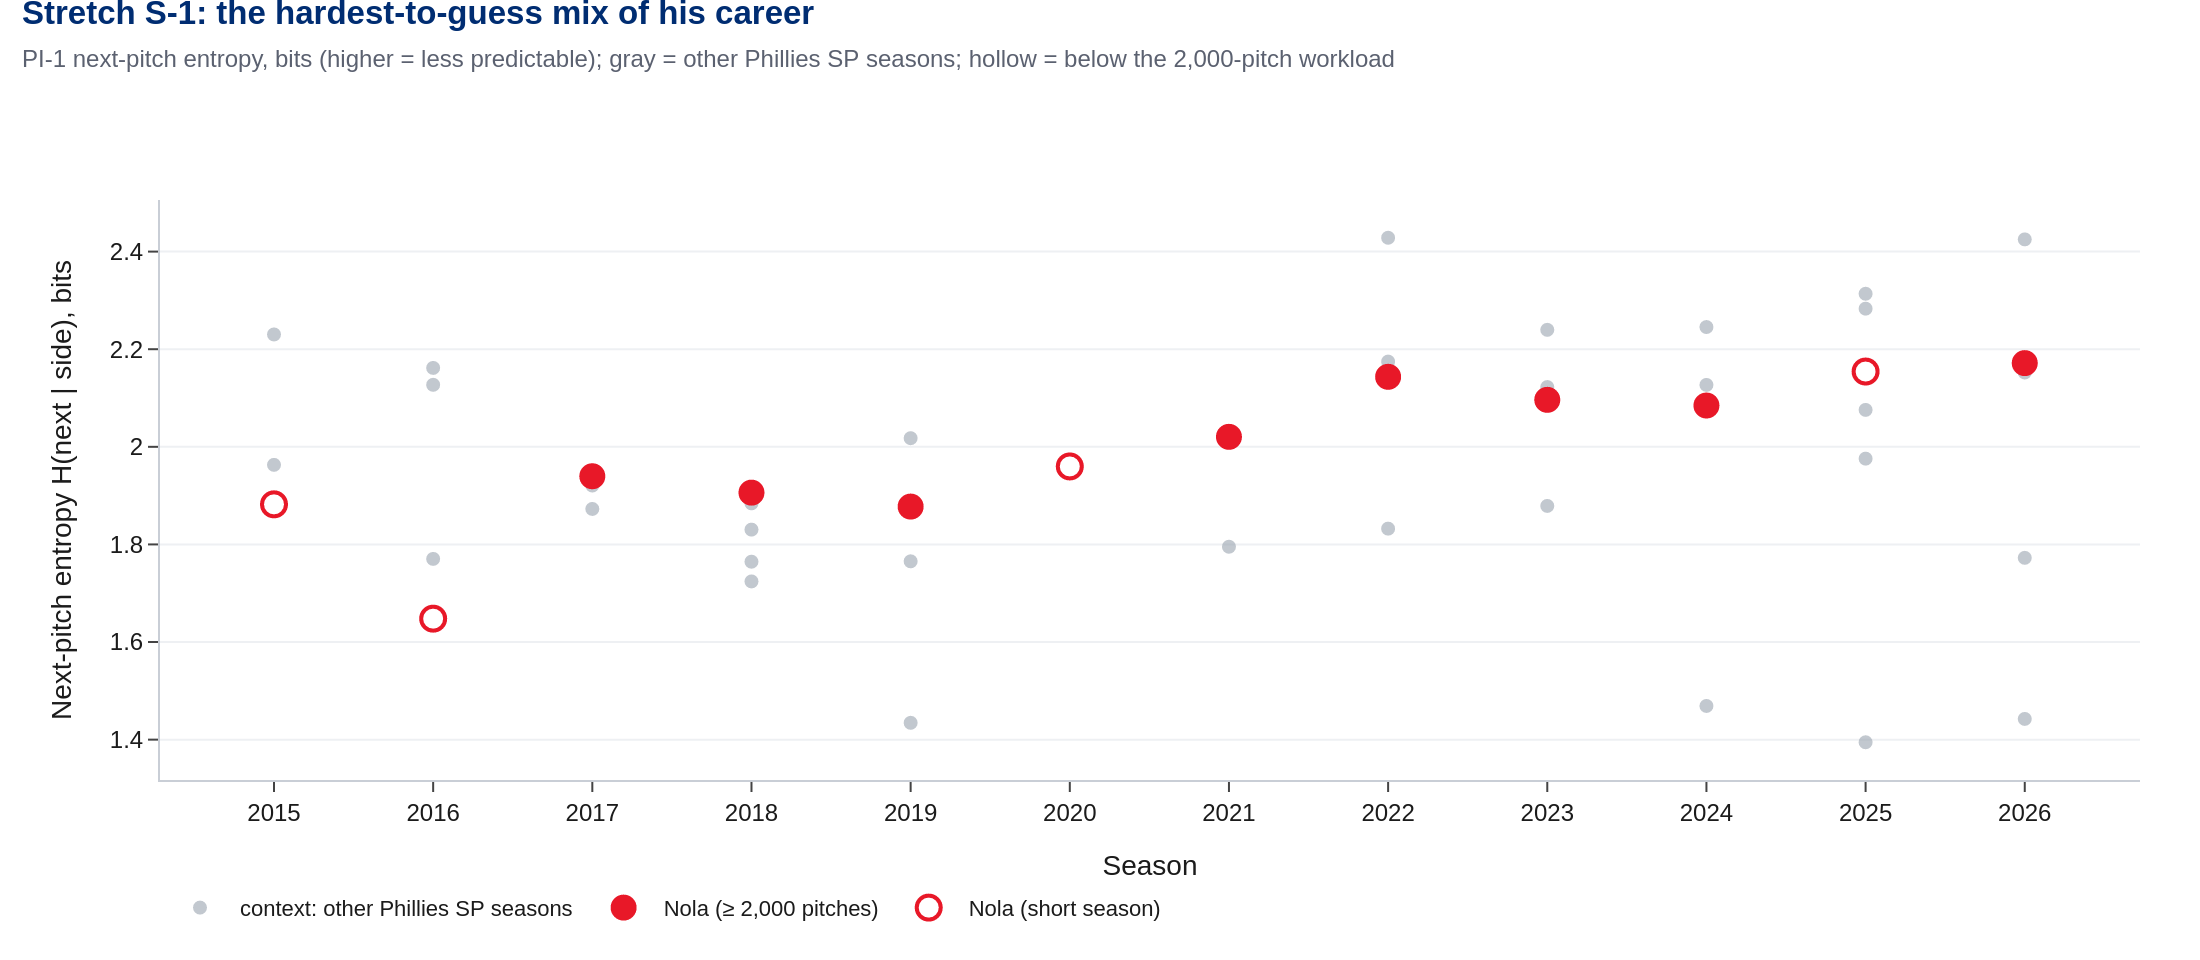 Stretch S-1: the hardest-to-guess mix of his career
PI-1 next-pitch entropy, bits (higher = less predictable); gray = other Phillies SP seasons; hollow = below the 2,000-pitch workload
Next-pitch entropy H(next | side), bits
2.4
2.2
2
1.8
1.6
1.4
2015 2016 2017 2018 2019 2020 2021 2022 2023 2024 2025 2026
Season
context: other Phillies SP seasons Nola (≥ 2,000 pitches) Nola (short season)